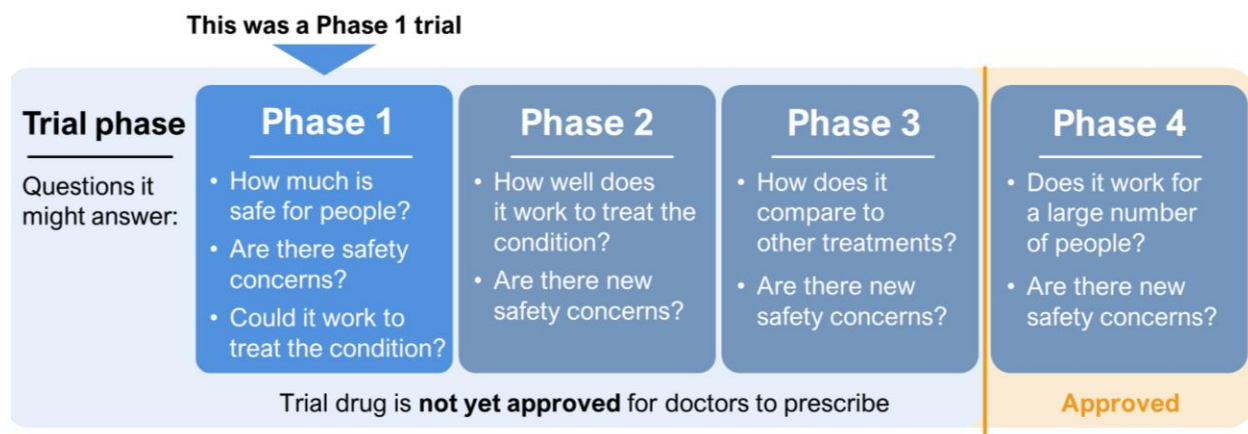 This was a Phase 1 trial
Trial phase
Questions it
might answer:
Phase 1
• How much is
safe for people?
• Are there safety
concerns?
• Could it work to
treat the condition?
Phase 2
• How well does
it work to treat the
condition?
• Are there new
safety concerns?
Phase 3
• How does it
compare to
other treatments?
• Are there new
safety concerns?
Phase 4
• Does it work for
a large number
of people?
• Are there new
safety concerns?
Trial drug is not yet approved for doctors to prescribe
Approved